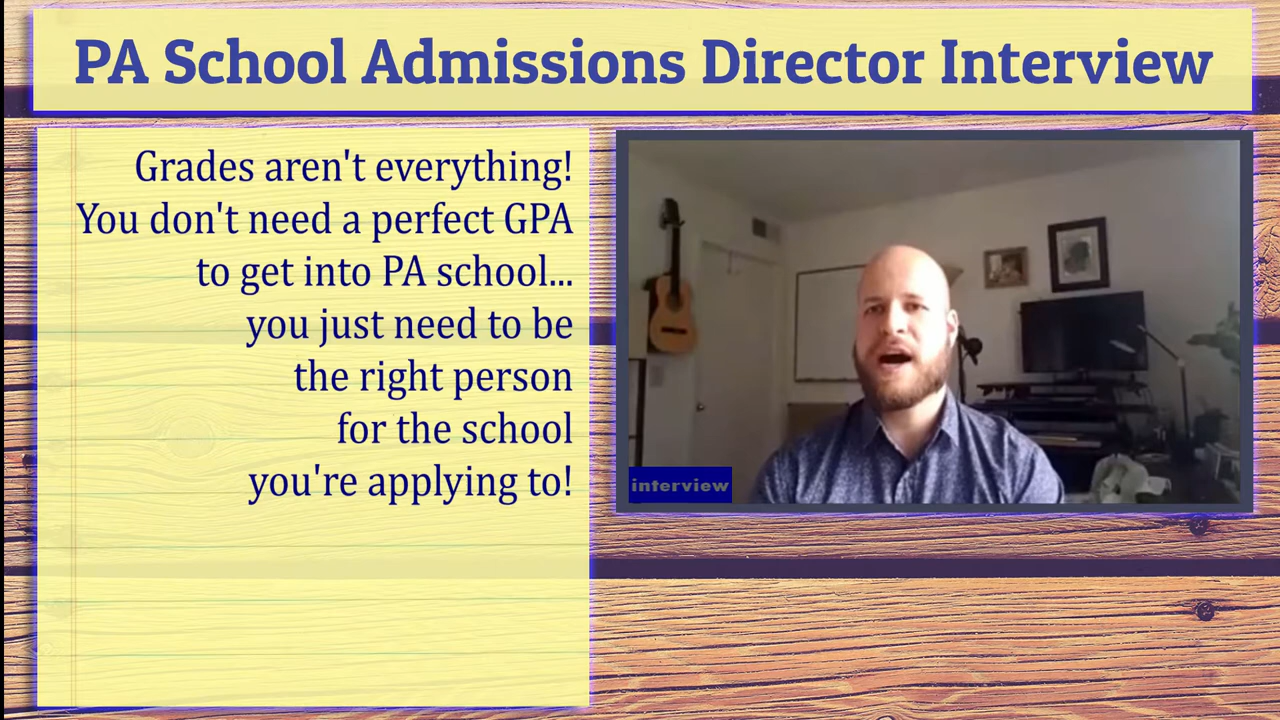 PA School Admissions Director Interview
Grades aren't everything!
You don't need a perfect GPA
to get into PA school...
you just need to be
the right person
for the school
you're applying to!
interview